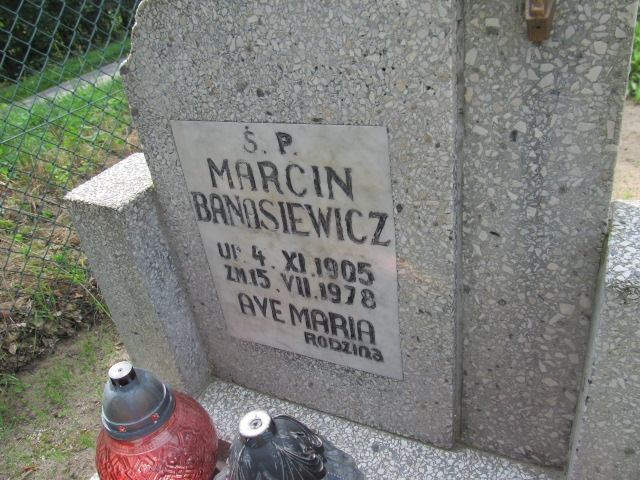 Ś. P.
MARCIN
BANASIEWICZ
UR. 4. XI. 1905
ZM. 15. VII. 1978
AVE MARIA
RODZINA